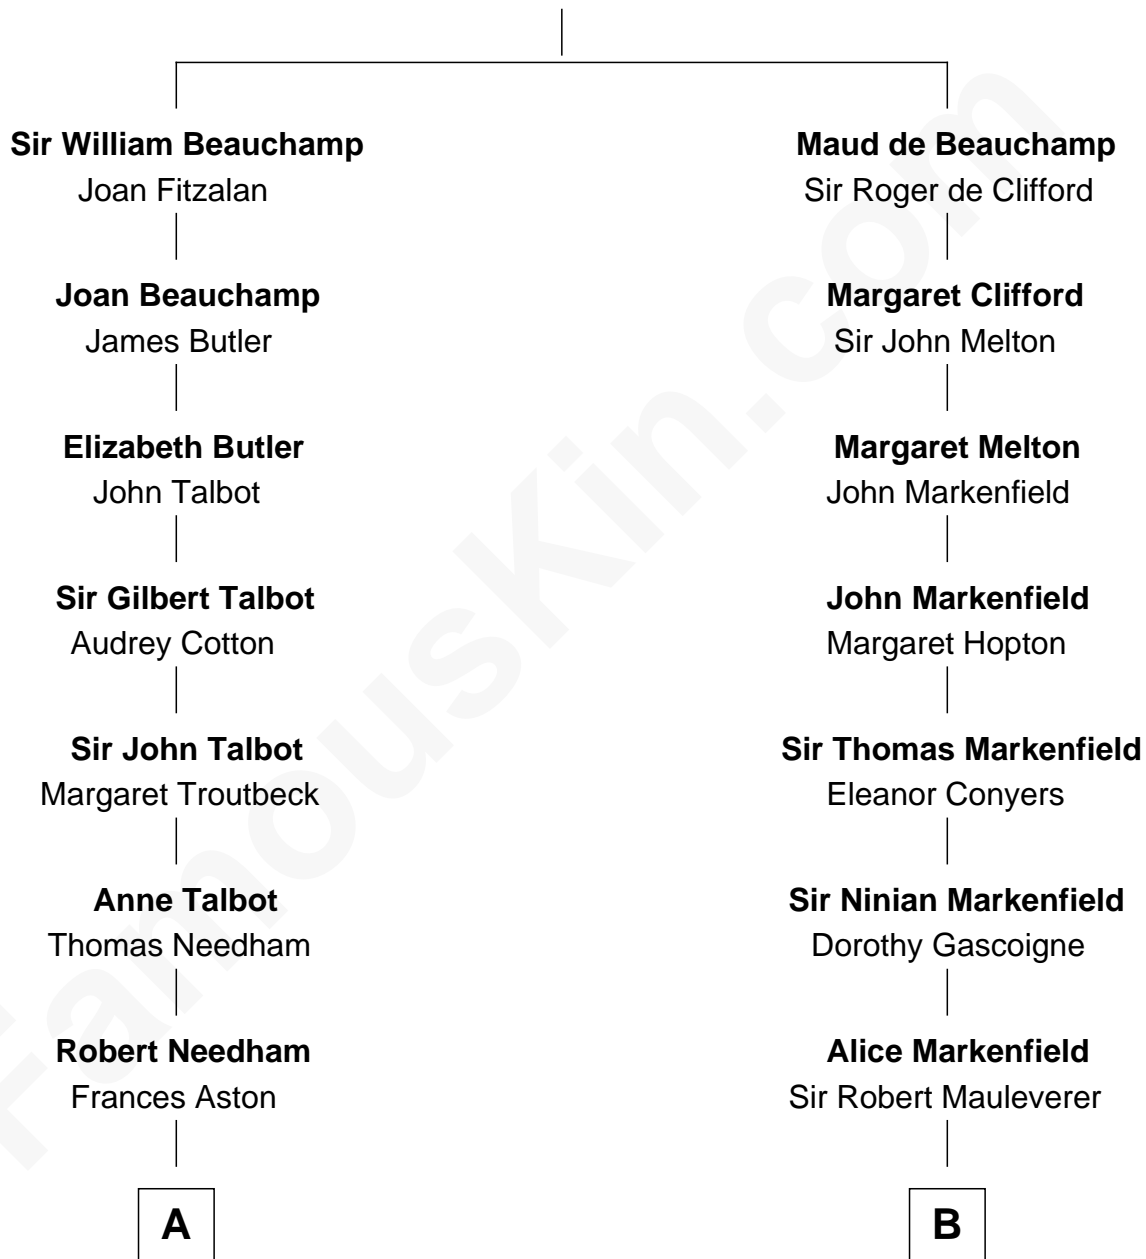 Sir William Beauchamp
Joan Fitzalan
Joan Beauchamp
James Butler
Elizabeth Butler
John Talbot
Sir Gilbert Talbot
Audrey Cotton
Sir John Talbot
Margaret Troutbeck
Anne Talbot
Thomas Needham
Robert Needham
Frances Aston
A
Maud de Beauchamp
Sir Roger de Clifford
Margaret Clifford
Sir John Melton
Margaret Melton
John Markenfield
John Markenfield
Margaret Hopton
Sir Thomas Markenfield
Eleanor Conyers
Sir Ninian Markenfield
Dorothy Gascoigne
Alice Markenfield
Sir Robert Mauleverer
B
FamousKin.com